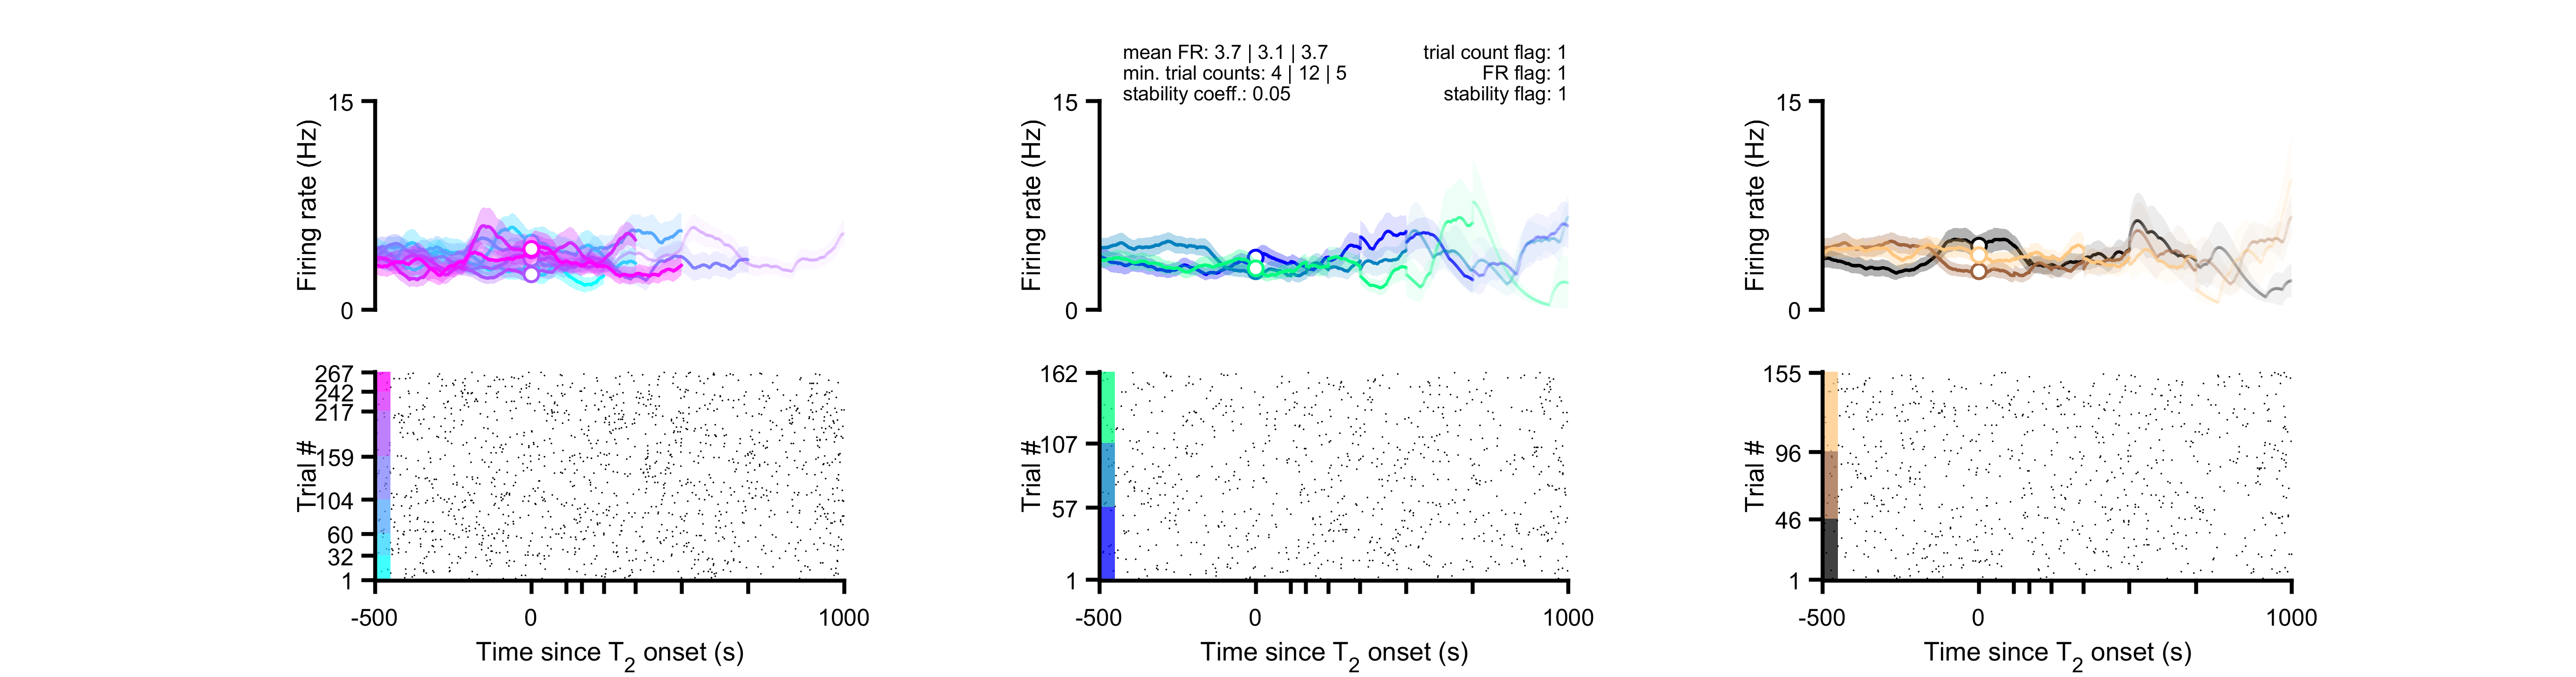 mean FR: 3.7 | 3.1 | 3.7
min. trial counts: 4 | 12 | 5
stability coeff.: 0.05
trial count flag: 1
FR flag: 1
stability flag: 1
Firing rate (Hz)
15
0
Trial #
267
242
217
159
104
60
32
1
-500
0
1000
Time since T2 onset (s)
Firing rate (Hz)
15
0
Trial #
162
107
57
1
-500
0
1000
Time since T2 onset (s)
Firing rate (Hz)
15
0
Trial #
155
96
46
1
-500
0
1000
Time since T2 onset (s)